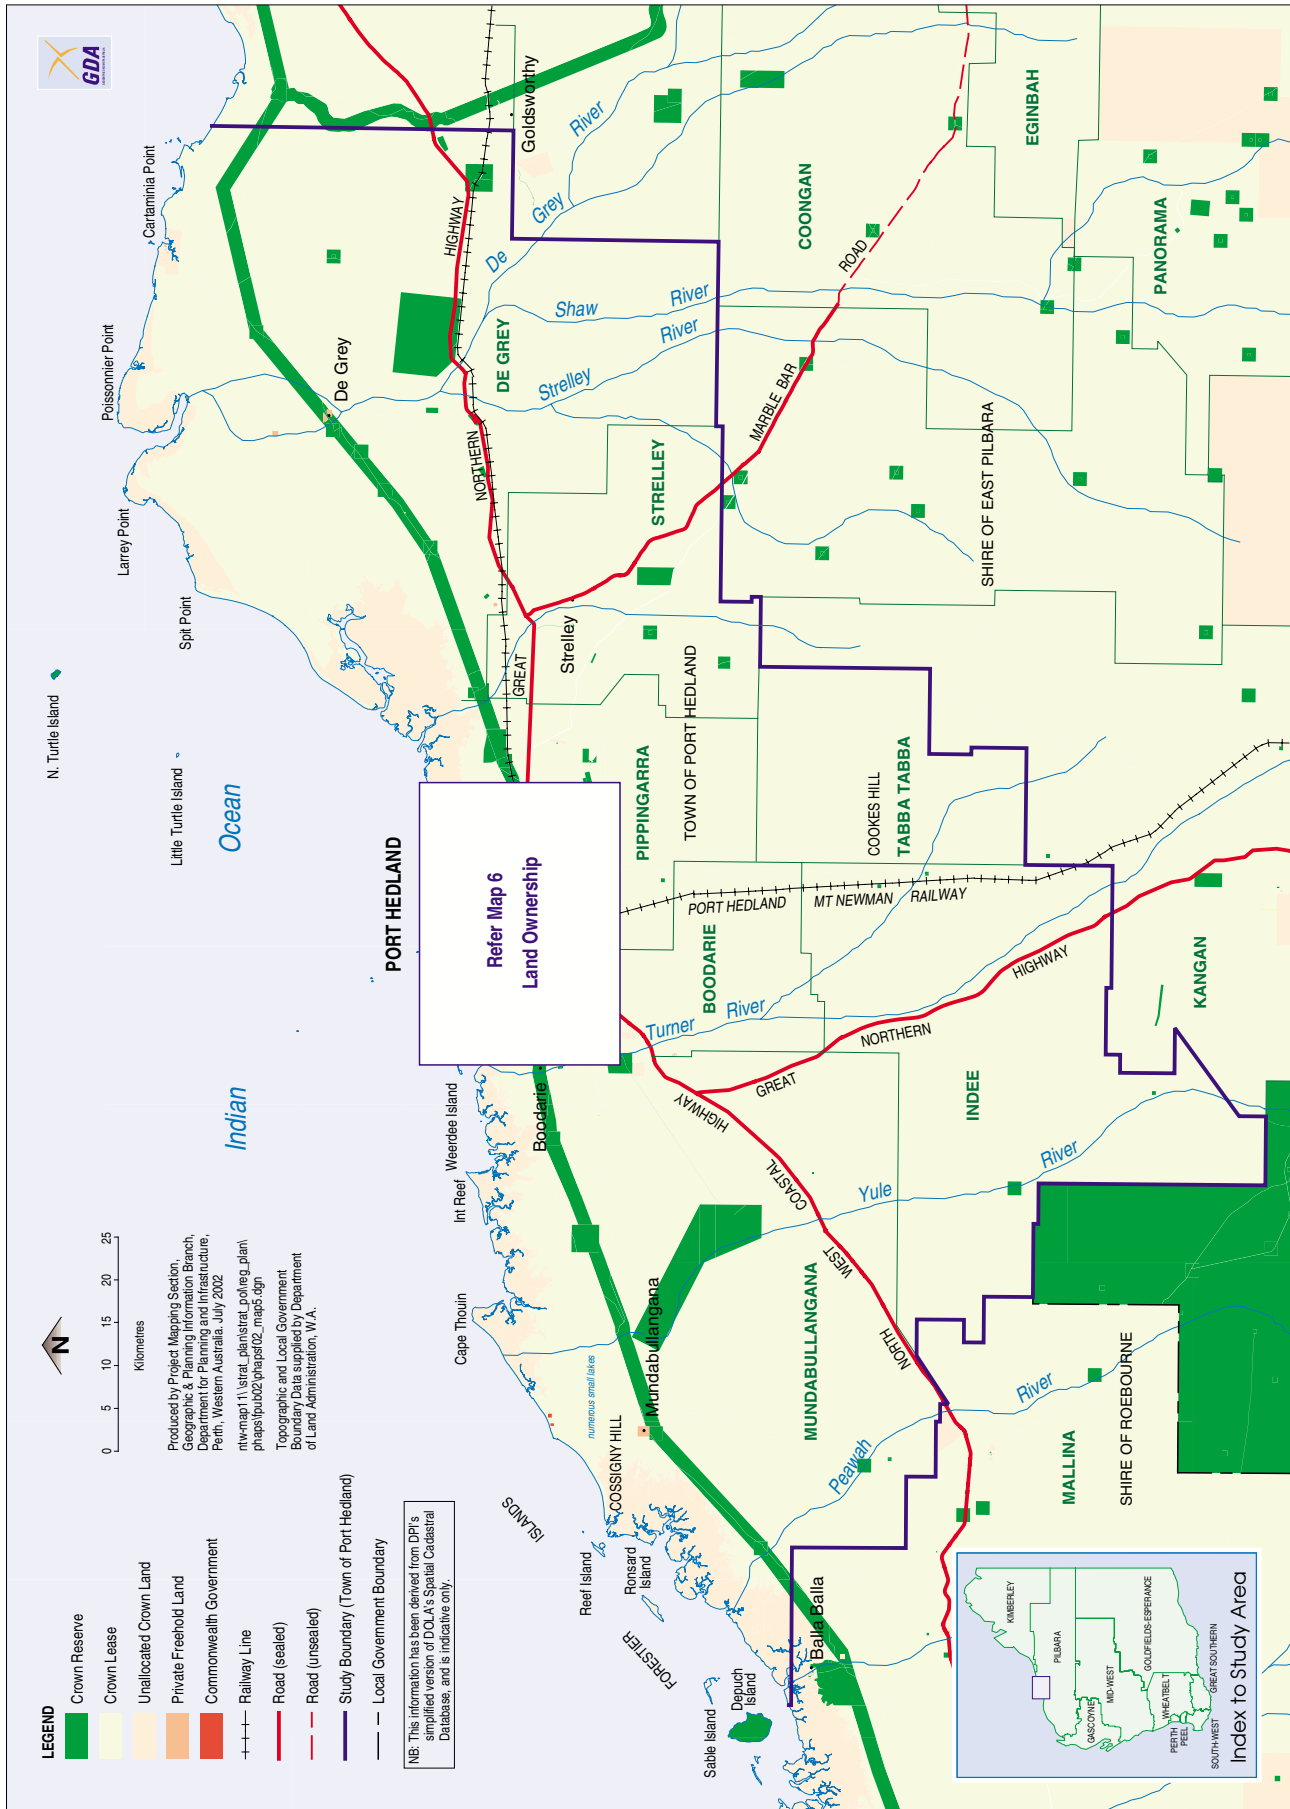 GDA
N. Turtle Island
Little Turtle Island
Indian
Ocean
Spit Point
Larrey Point
Poissonnier Point
Cartaminia Point
PORT HEDLAND
Refer Map 6
Land Ownership
Cape Thouin
Int Reef
Weerdee Island
Boodarie
De Grey
Goldsworthy
De
Grey
River
Shaw
River
Strelley
River
DE GREY
HIGHWAY
NORTHERN
GREAT
Strelley
STRELLEY
COONGAN
EGINBAH
PANORAMA
MARBLE BAR
ROAD
SHIRE OF EAST PILBARA
TOWN OF PORT HEDLAND
PIPPINGARRA
COOKES HILL
TABBA TABBA
PORT HEDLAND
MT NEWMAN
RAILWAY
BOODARIE
Turner
River
GREAT
NORTHERN
HIGHWAY
KANGAN
INDEE
Yule
River
NORTH
WEST
COASTAL
HIGHWAY
MUNDABULLANGANA
Mundabullangana
numerous small lakes
COSSIGNY HILL
Peawah
River
MALLINA
SHIRE OF ROEBOURNE
FORESTIER
ISLANDS
Reef Island
Ronsard
Island
Sable Island
Depuch
Island
Balla Balla
N
0
5
10
15
20
25
Kilometres
Produced by Project Mapping Section,
Geographic & Planning Information Branch,
Department for Planning and Infrastructure,
Perth, Western Australia. July 2002
ntw-map11\\strat_plan\strat_pol\reg_plan\
phaps\fpub02\phapsf02_map5.dgn
Topographic and Local Government
Boundary Data supplied by Department
of Land Administration, W.A.
LEGEND
Crown Reserve
Crown Lease
Unallocated Crown Land
Private Freehold Land
Commonwealth Government
Railway Line
Road (sealed)
Road (unsealed)
Study Boundary (Town of Port Hedland)
Local Government Boundary
NB: This information has been derived from DPI's
simplified version of DOLA's Spatial Cadastral
Database, and is indicative only.
KIMBERLEY
PILBARA
GASCOYNE
MID-WEST
GOLDFIELDS-ESPERANCE
WHEATBELT
PERTH
PEEL
SOUTH-WEST
GREAT SOUTHERN
Index to Study Area